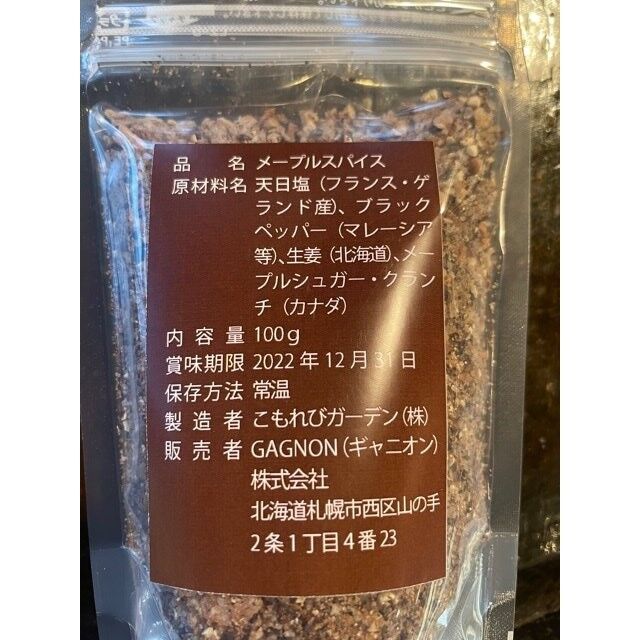 品名 メープルスパイス
原材料名 天日塩（フランス・ゲ
ランド産）、ブラック
ペッパー（マレーシア
等）、生姜（北海道）、メー
プルシュガー・クラン
チ（カナダ）
内容量 100g
賞味期限 2022年12月31日
保存方法 常温
製造者 こもれびガーデン（株）
販売者 GAGNON（ギャニオン）
株式会社
北海道札幌市西区山の手
2条1丁目4番23